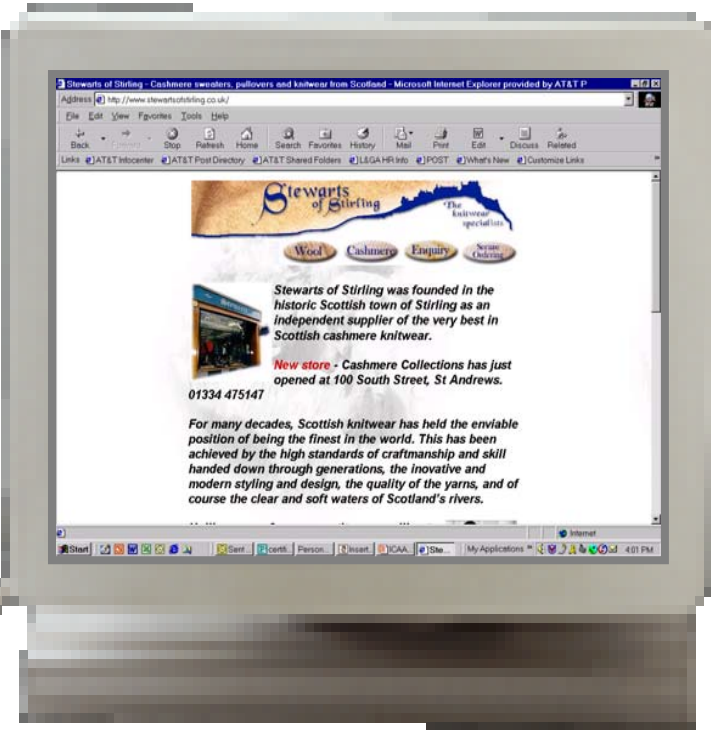 Stewarts of Stirling - Cashmere sweaters, pullovers and knitwear from Scotland - Microsoft Internet Explorer provided by AT&T P
Address http://www.stewartsofstirling.co.uk/
File Edit View Favorites Tools Help
Back Forward Stop Refresh Home Search Favorites History Mail Print Edit Discuss Related
Links AT&T Infocenter AT&T Post Directory AT&T Shared Folders L&GA HR Info POST What's New Customize Links
Stewarts
of Stirling
The
knitwear
specialists
Wool Cashmere Enquiry Secure
Ordering
Stewarts of Stirling was founded in the
historic Scottish town of Stirling as an
independent supplier of the very best in
Scottish cashmere knitwear.
New store - Cashmere Collections has just
opened at 100 South Street, St Andrews.
01334 475147
For many decades, Scottish knitwear has held the enviable
position of being the finest in the world. This has been
achieved by the high standards of craftmanship and skill
handed down through generations, the inovative and
modern styling and design, the quality of the yarns, and of
course the clear and soft waters of Scotland's rivers.
Internet
Start Sent... certifi... Person... Insert... ICAA... Ste... My Applications 4:01 PM